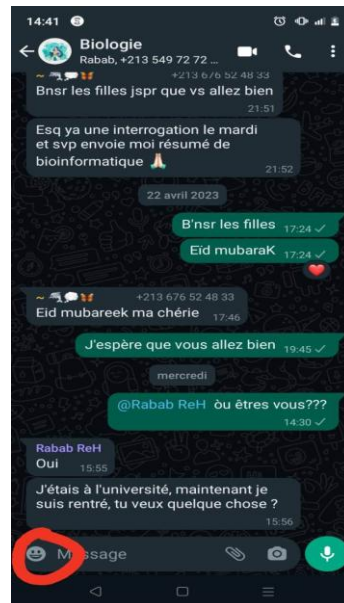 14:41
Biologie
Rabab, +213 549 72 72 ...
~ +213 676 52 48 33
Bnsr les filles jspr que vs allez bien
21:51
Esq ya une interrogation le mardi
et svp envoie moi résumé de
bioinformatique 🙏🏻
21:52
22 avril 2023
B'nsr les filles 17:24
Eïd mubaraK 17:24
~ +213 676 52 48 33
Eid mubareek ma chérie 17:46
J'espère que vous allez bien 19:45
mercredi
@Rabab ReH òu êtres vous???
14:30
Rabab ReH
Oui 15:55
J'étais à l'université, maintenant je
suis rentré, tu veux quelque chose ?
15:56
Message